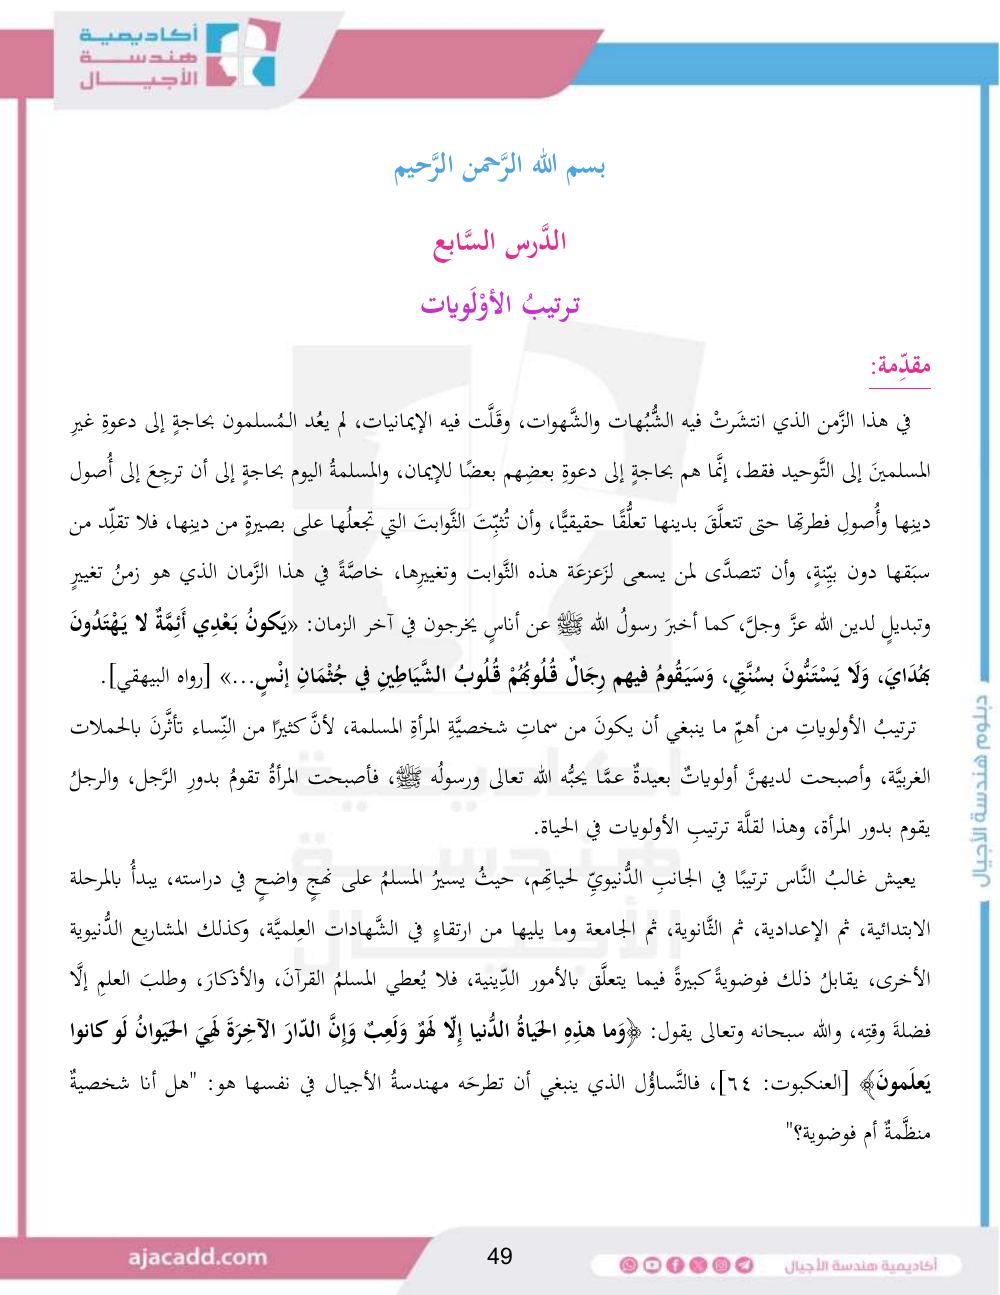 أكاديمية
هندسة
الأجيال
بسم الله الرَّحمن الرَّحيم
الدَّرس السَّابع
ترتيبُ الأوْلَويات
مقدِّمة:
في هذا الزَّمن الذي انتشَرتْ فيه الشُّبُهات والشَّهوات، وقَلَّت فيه الإيمانيات، لم يعُد المُسلمون بحاجةٍ إلى دعوةِ غيرِ
المسلمينَ إلى التَّوحيد فقط، إنَّما هم بحاجةٍ إلى دعوةِ بعضِهم بعضًا للإيمان، والمسلمةُ اليوم بحاجةٍ إلى أن ترجِعَ إلى أُصول
دينِها وأُصولِ فطرتِها حتى تتعلَّقَ بدينها تعلُّقًا حقيقيًّا، وأن تُثبِّتَ الثَّوابتَ التي تجعلُها على بصيرةٍ من دينِها، فلا تقلِّد من
سبَقها دون بيِّنةٍ، وأن تتصدَّى لمن يسعى لزَعزعَة هذه الثَّوابت وتغييرِها، خاصَّةً في هذا الزَّمان الذي هو زمنُ تغييرٍ
وتبديلٍ لدين الله عزَّ وجلَّ، كما أخبرَ رسولُ الله ﷺ عن أناسٍ يخرجون في آخر الزمان: «يَكونُ بَعْدِي أَئِمَّةٌ لا يَهْتَدُونَ
بهُدَايَ، وَلَا يَسْتَنُّونَ بسُنَّتِي، وَسَيَقُومُ فيهم رِجَالٌ قُلُوبُهُمْ قُلُوبُ الشَّيَاطِينِ في جُثْمَانِ إنْسٍ...» [رواه البيهقي].
ترتيبُ الأولوياتِ من أهمّ ما ينبغي أن يكونَ من سماتِ شخصيَّةِ المرأةِ المسلمة، لأنَّ كثيرًا من النِّساء تأثَّرنَ بالحملات
الغربيَّة، وأصبحت لديهنَّ أولوياتٌ بعيدةٌ عمَّا يحبُّه الله تعالى ورسولُه ﷺ، فأصبحت المرأةُ تقومُ بدورِ الرَّجل، والرجلُ
يقوم بدور المرأة، وهذا لقلَّة ترتيبِ الأولويات في الحياة.
يعيش غالبُ النَّاس ترتيبًا في الجانبِ الدُّنيويِّ لحياتهِم، حيثُ يسيرُ المسلمُ على نهجٍ واضحٍ في دراسته، يبدأُ بالمرحلة
الابتدائية، ثم الإعدادية، ثم الثَّانوية، ثم الجامعة وما يليها من ارتقاءٍ في الشَّهادات العِلميَّة، وكذلك المشاريع الدُّنيوية
الأخرى، يقابلُ ذلك فوضويةً كبيرةً فيما يتعلَّق بالأمور الدِّينية، فلا يُعطي المسلمُ القرآنَ، والأذكارَ، وطلبَ العلمِ إلَّا
فضلةَ وقتِه، والله سبحانه وتعالى يقول: ﴿وَما هذِهِ الحَياةُ الدُّنيا إِلّا لَهوٌ وَلَعِبٌ وَإِنَّ الدّارَ الآخِرَةَ لَهِيَ الحَيَوانُ لَو كانوا
يَعلَمونَ﴾ [العنكبوت: ٦٤]، فالتَّساؤُل الذي ينبغي أن تطرحَه مهندسةُ الأجيال في نفسها هو: "هل أنا شخصيةٌ
منظَّمةٌ أم فوضوية؟"
دبلوم هندسة الأجيال
ajacadd.com
49
أكاديمية هندسة الأجيال